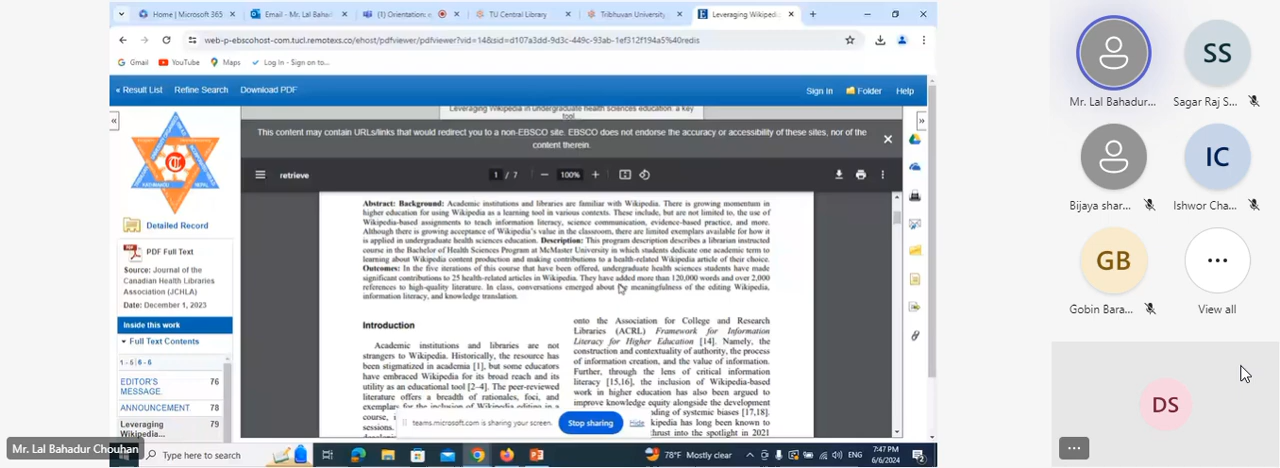 Home | Microsoft 365
Email - Mr. Lal Bahad
(1) Orientation: e
TU Central Library
Tribhuvan University
Leveraging Wikipedi
web-p-ebscohost-com.tucl.remotexs.co/ehost/pdfviewer/pdfviewer?vid=14&sid=d107a3dd-9d3c-449c-93ab-1ef312f194a5%40redis
Gmail
YouTube
Maps
Log In - Sign on to...
« Result List
Refine Search
Download PDF
Sign In
Folder
Help
Leveraging Wikipedia in undergraduate health sciences education: a key
tool.
This content may contain URLs/links that would redirect you to a non-EBSCO site. EBSCO does not endorse the accuracy or accessibility of these sites, nor of the
content therein.
retrieve
1 / 7
100%
Detailed Record
PDF Full Text
Source: Journal of the
Canadian Health Libraries
Association (JCHLA)
Date: December 1, 2023
Inside this work
Full Text Contents
1 - 5 | 6 - 6
EDITOR'S
MESSAGE.
76
ANNOUNCEMENT
78
Leveraging
Wikipedia...
79
Abstract: Background: Academic institutions and libraries are familiar with Wikipedia. There is growing momentum in
higher education for using Wikipedia as a learning tool in various contexts. These include, but are not limited to, the use of
Wikipedia-based assignments to teach information literacy, science communication, evidence-based practice, and more.
Although there is growing acceptance of Wikipedia's value in the classroom, there are limited exemplars available for how it
is applied in undergraduate health sciences education. Description: This program description describes a librarian instructed
course in the Bachelor of Health Sciences Program at McMaster University in which students dedicate one academic term to
learning about Wikipedia content production and making contributions to a health-related Wikipedia article of their choice.
Outcomes: In the five iterations of this course that have been offered, undergraduate health sciences students have made
significant contributions to 25 health-related articles in Wikipedia. They have added more than 120,000 words and over 2,000
references to high-quality literature. In class, conversations emerged about the meaningfulness of the editing Wikipedia,
information literacy, and knowledge translation.
Introduction
Academic institutions and libraries are not
strangers to Wikipedia. Historically, the resource has
been stigmatized in academia [1], but some educators
have embraced Wikipedia for its broad reach and its
utility as an educational tool [2–4]. The peer-reviewed
literature offers a breadth of rationales, foci, and
exemplars for the inclusion of Wikipedia editing in a
course, i
sessions.
onto the Association for College and Research
Libraries (ACRL) Framework for Information
Literacy for Higher Education [14]. Namely, the
construction and contextuality of authority, the process
of information creation, and the value of information.
Further, through the lens of critical information
literacy [15,16], the inclusion of Wikipedia-based
work in higher education has also been argued to
improve knowledge equity alongside the development
ding of systemic biases [17,18].
kipedia has long been known to
thrust into the spotlight in 2021
teams.microsoft.com is sharing your screen.
Stop sharing
Hide
Type here to search
78°F Mostly clear
ENG
7:47 PM
6/6/2024
Mr. Lal Bahadur Chouhan
Mr. Lal Bahadur...
SS
Sagar Raj S...
Bijaya shar...
IC
Ishwor Cha...
GB
Gobin Bara...
View all
DS